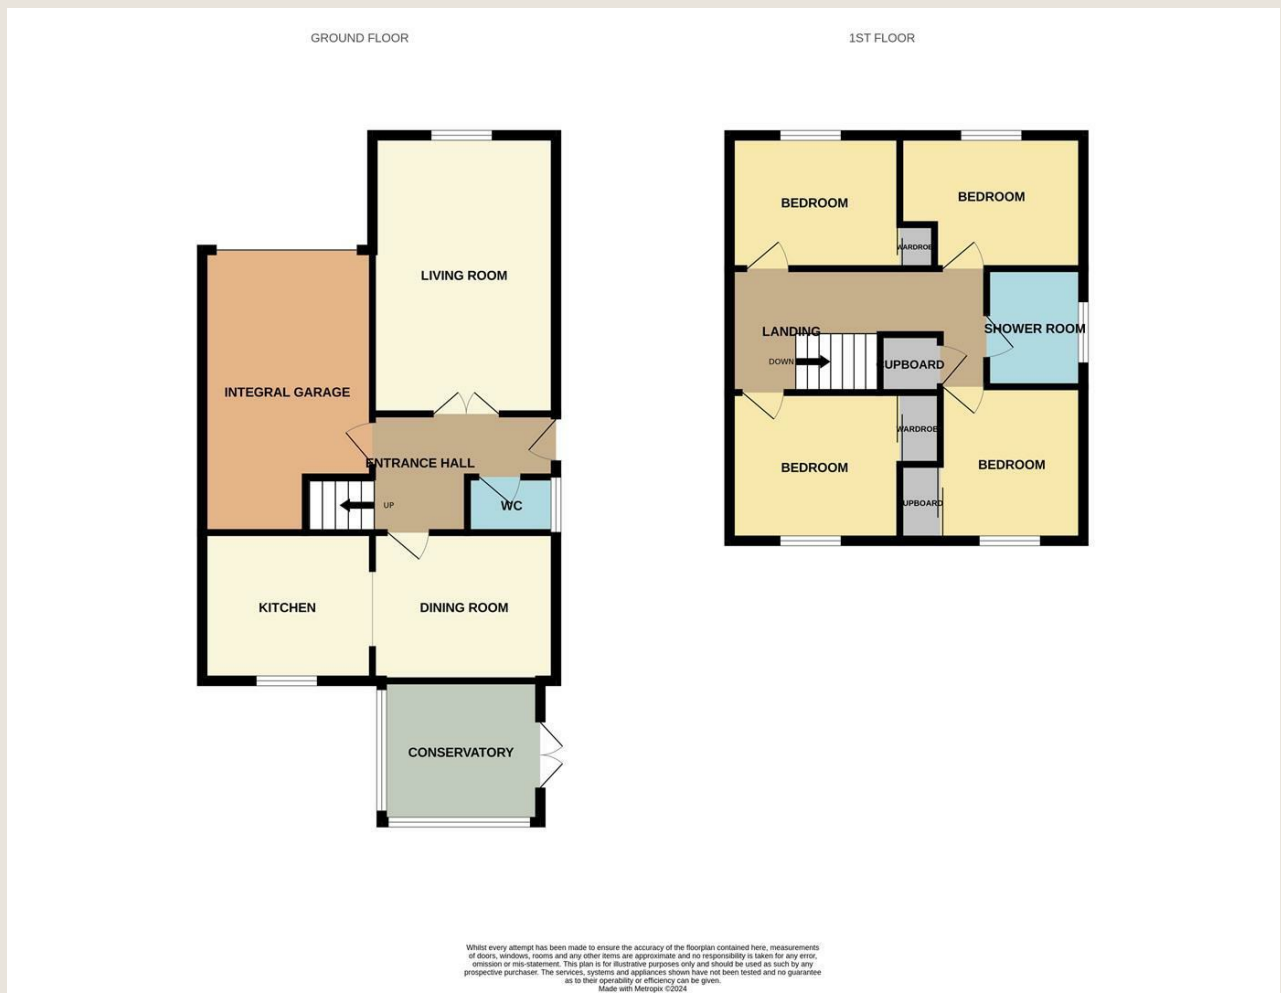 GROUND FLOOR
1ST FLOOR
LIVING ROOM
INTEGRAL GARAGE
ENTRANCE HALL
UP
WC
KITCHEN
DINING ROOM
CONSERVATORY
BEDROOM
BEDROOM
WARDROBE
LANDING
SHOWER ROOM
DOWN
CUPBOARD
WARDROBE
BEDROOM
BEDROOM
CUPBOARD
Whilst every attempt has been made to ensure the accuracy of the floorplan contained here, measurements
of doors, windows, rooms and any other items are approximate and no responsibility is taken for any error,
omission or mis-statement. This plan is for illustrative purposes only and should be used as such by any
prospective purchaser. The services, systems and appliances shown have not been tested and no guarantee
as to their operability or efficiency can be given.
Made with Metropix ©2024